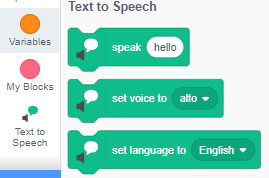 Text to Speech
Variables
speak hello
My Blocks
set voice to alto
Text to
Speech
set language to English